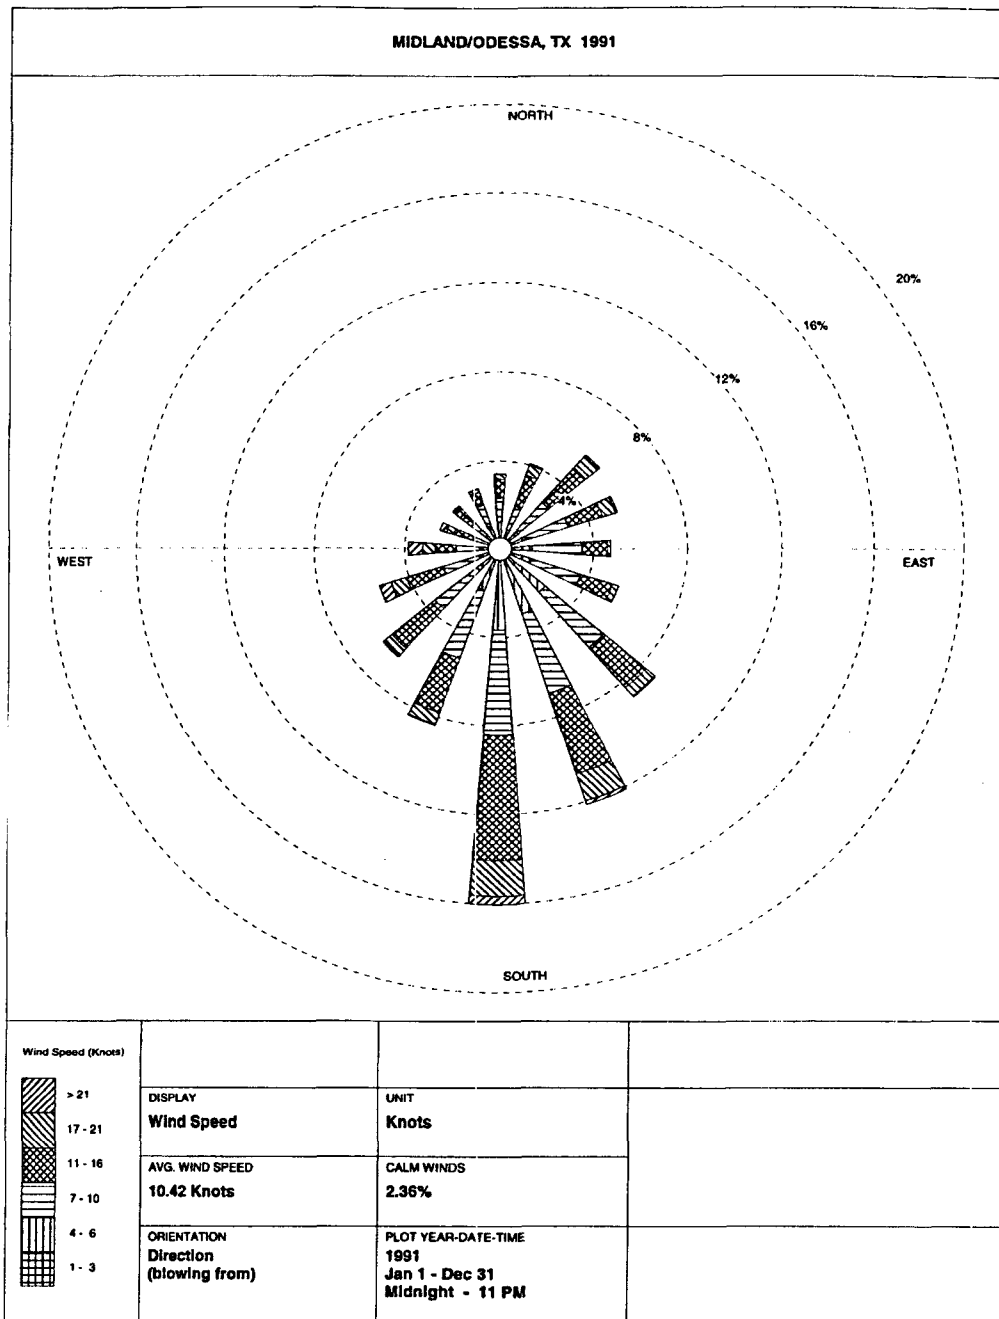 MIDLAND/ODESSA, TX 1991
NORTH
20%
16%
12%
8%
4%
WEST
EAST
SOUTH
Wind Speed (Knots)
> 21
17 - 21
11 - 16
7 - 10
4 - 6
1 - 3
DISPLAY
Wind Speed
UNIT
Knots
AVG. WIND SPEED
10.42 Knots
CALM WINDS
2.36%
ORIENTATION
Direction
(blowing from)
PLOT YEAR-DATE-TIME
1991
Jan 1 - Dec 31
Midnight - 11 PM